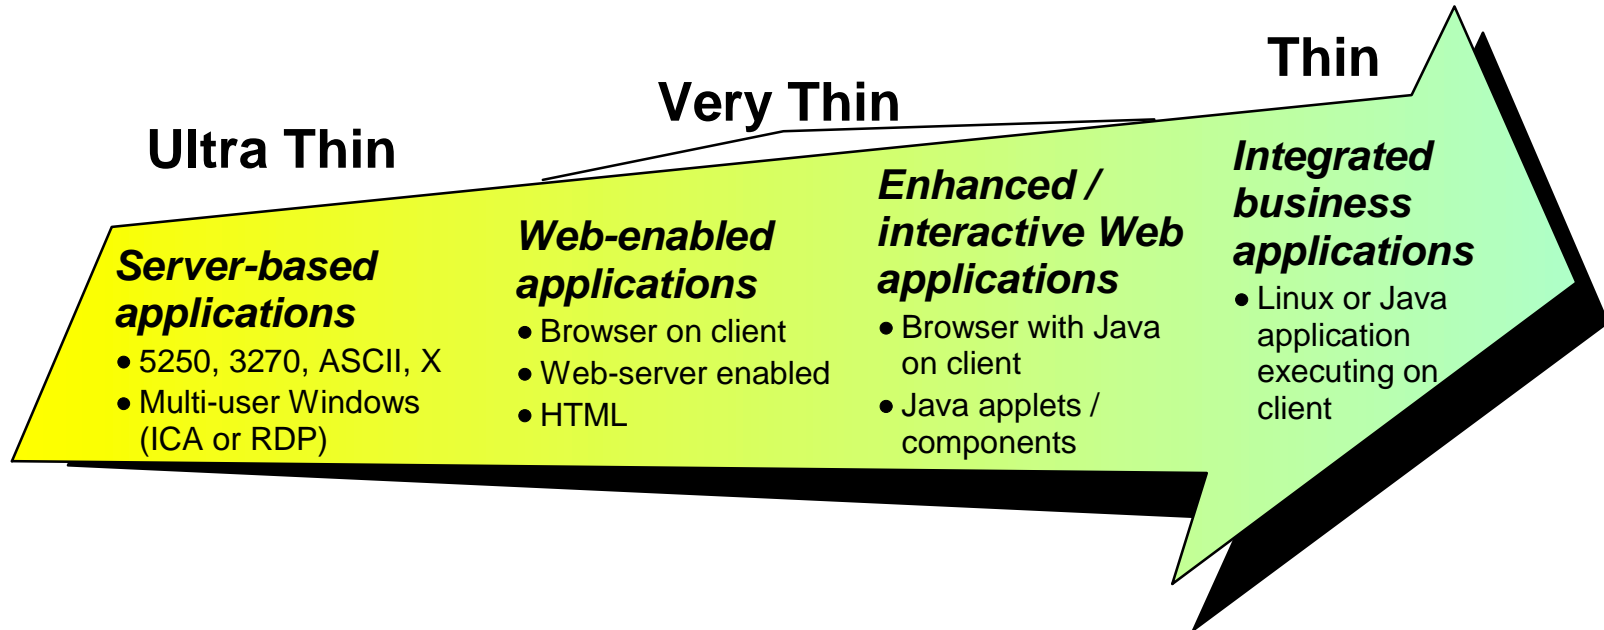 Ultra Thin
Very Thin
Thin
Server-based
applications
• 5250, 3270, ASCII, X
• Multi-user Windows
(ICA or RDP)
Web-enabled
applications
• Browser on client
• Web-server enabled
• HTML
Enhanced /
interactive Web
applications
• Browser with Java
on client
• Java applets /
components
Integrated
business
applications
• Linux or Java
application
executing on
client